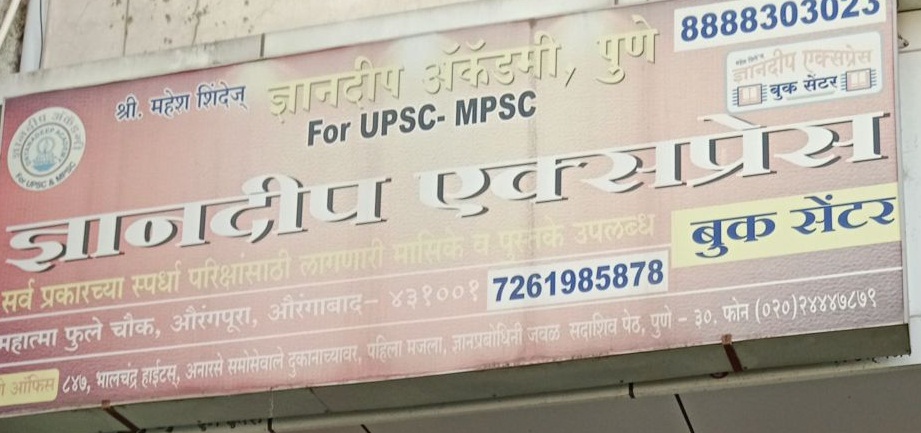 8888303023
श्री. महेश शिंदेज् ज्ञानदीप ॲकॅडमी, पुणे
For UPSC- MPSC
ज्ञानदीप एक्सप्रेस
बुक सेंटर
ज्ञानदीप एक्सप्रेस
बुक सेंटर
सर्व प्रकारच्या स्पर्धा परिक्षांसाठी लागणारी मासिके व पुस्तके उपलब्ध
महात्मा फुले चौक, औरंगपूरा, औरंगाबाद- ४३१००१ 7261985878
ऑफिस ८४७, भालचंद्र हाईटस्, अनारसे समोसेवाले दुकानाच्यावर, पहिला मजला, ज्ञानप्रबोधिनी जवळ सदाशिव पेठ, पुणे - ३०. फोन (०२०)२४४४७८७९